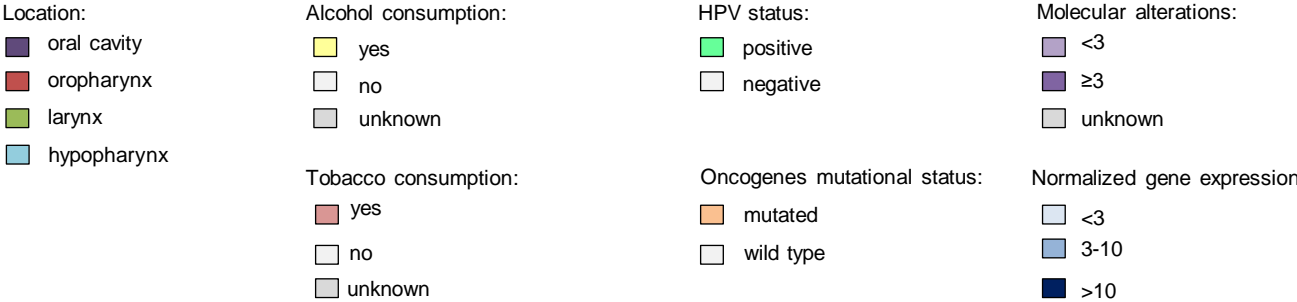 Location:
oral cavity
oropharynx
larynx
hypopharynx
Alcohol consumption:
yes
no
unknown
Tobacco consumption:
yes
no
unknown
HPV status:
positive
negative
Oncogenes mutational status:
mutated
wild type
Molecular alterations:
<3
≥3
unknown
Normalized gene expression
<3
3-10
>10